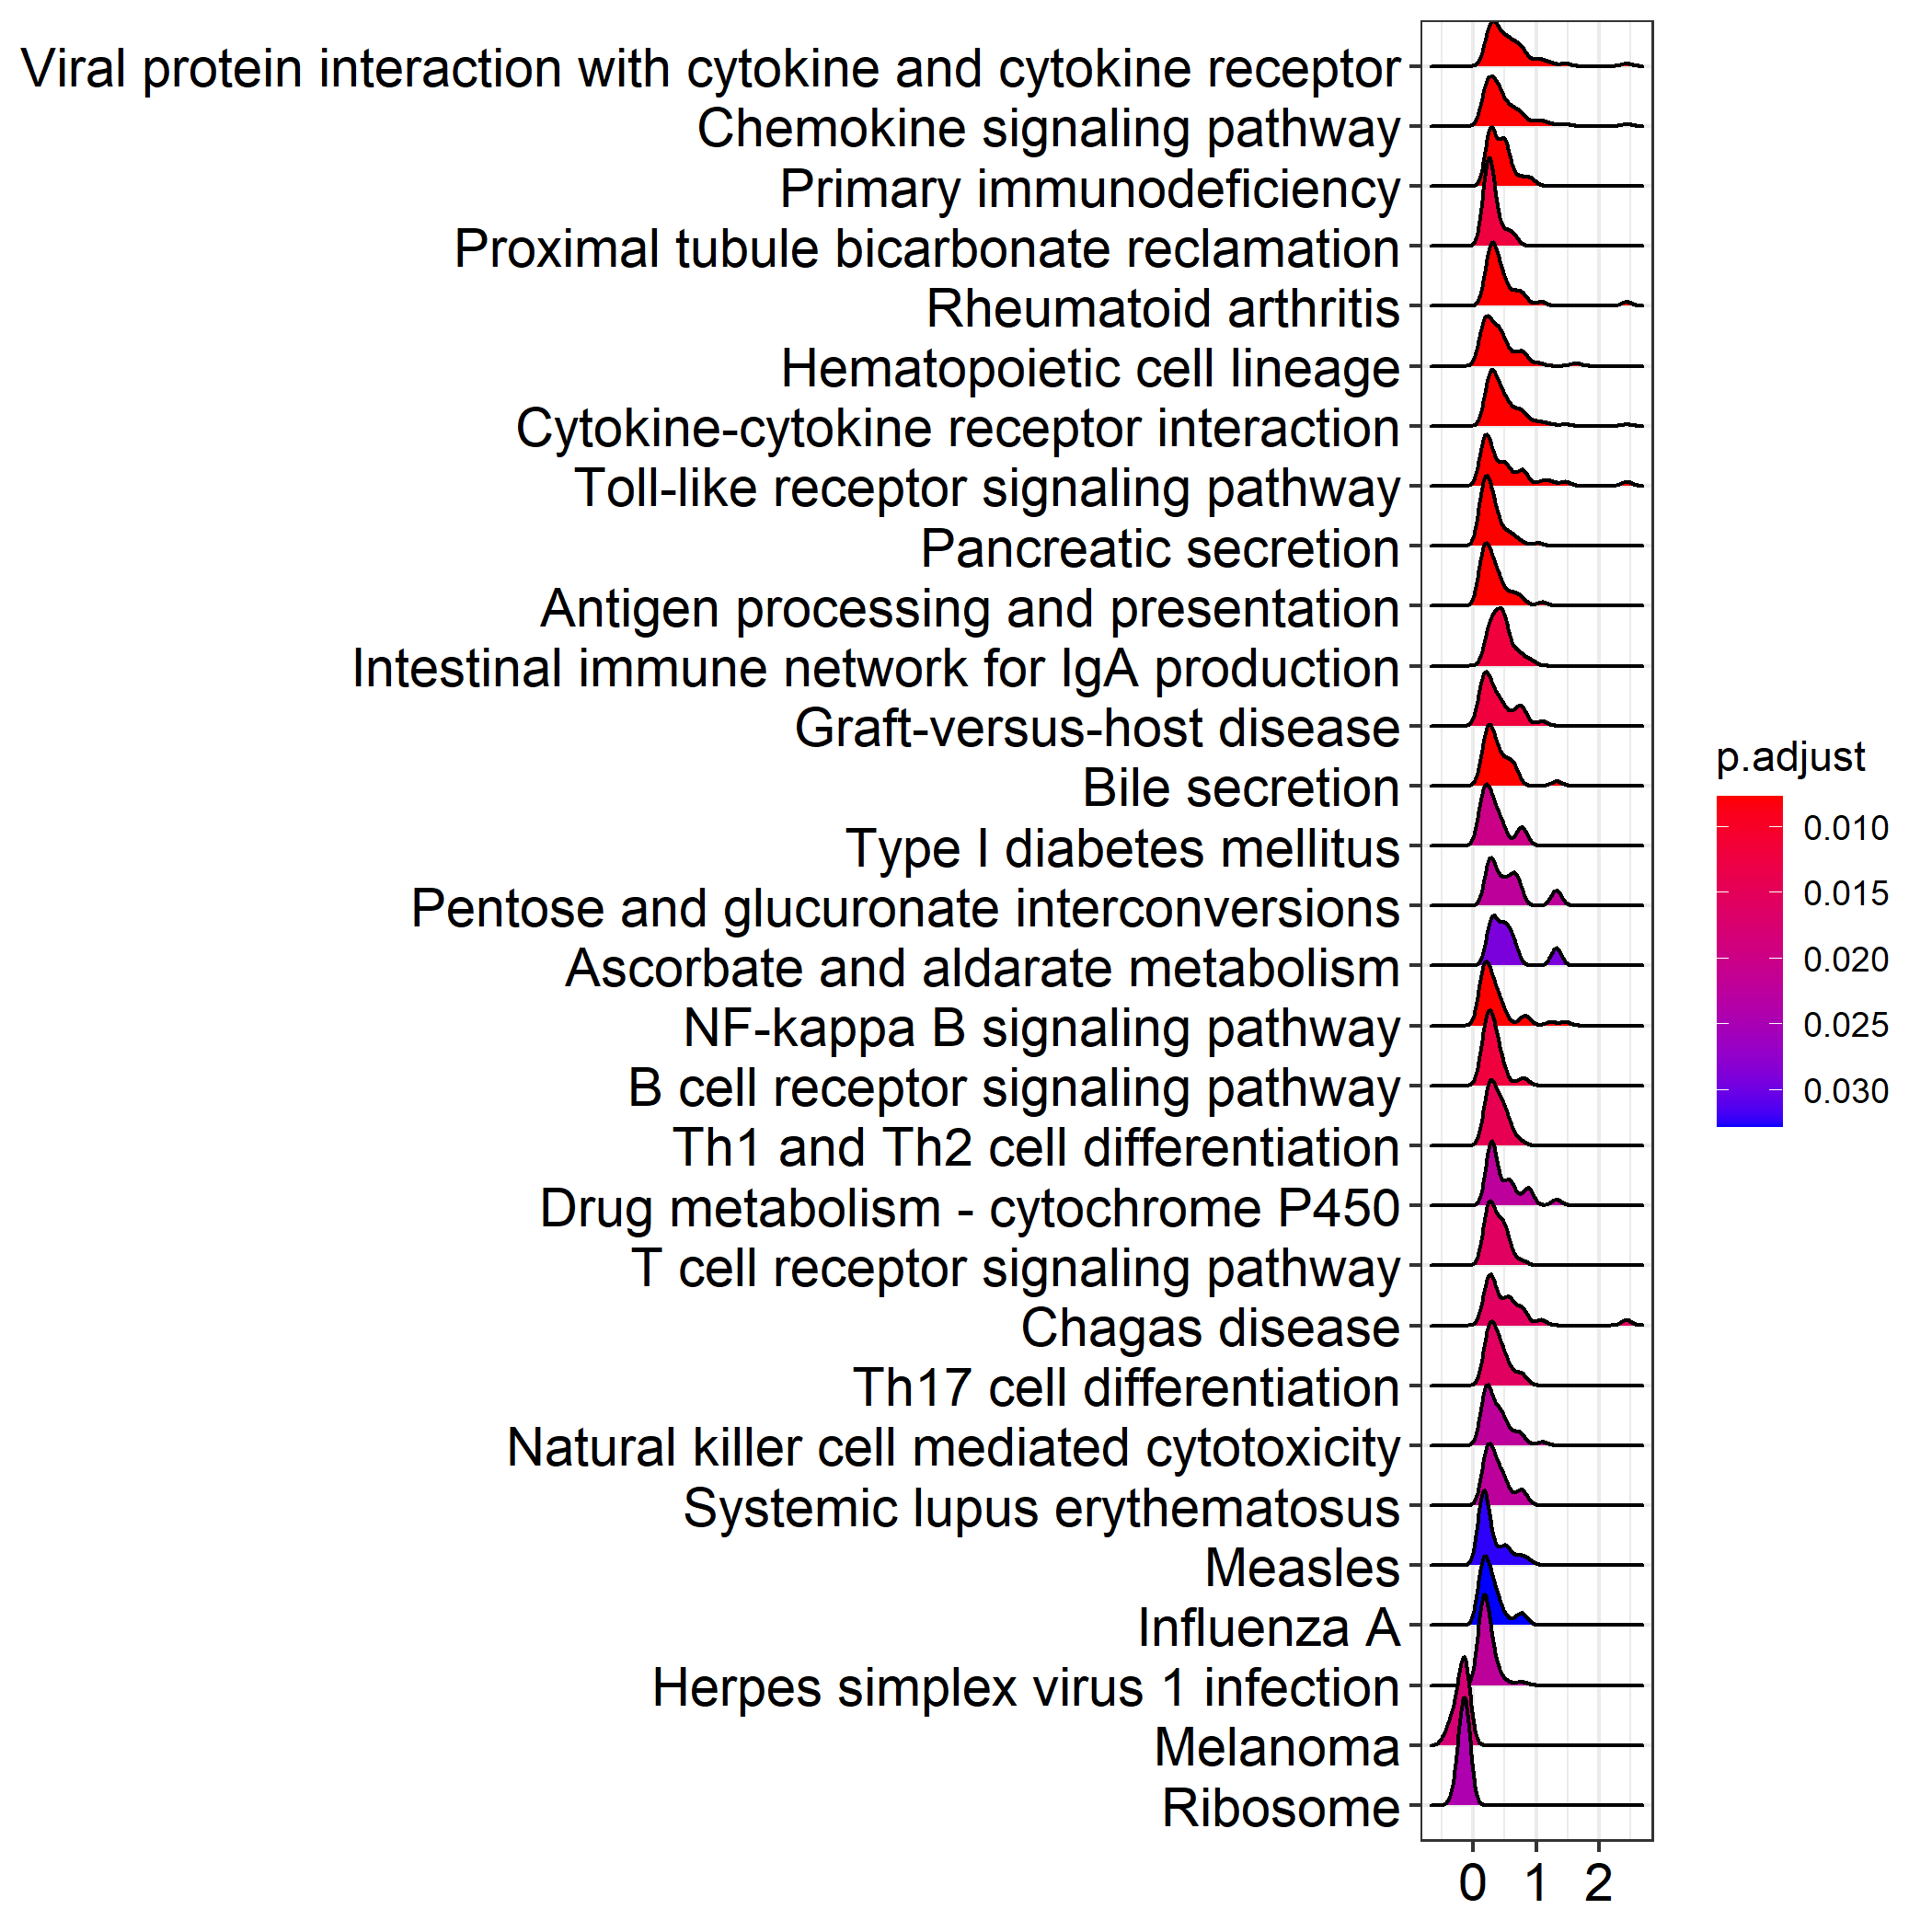 Viral protein interaction with cytokine and cytokine receptor
Chemokine signaling pathway
Primary immunodeficiency
Proximal tubule bicarbonate reclamation
Rheumatoid arthritis
Hematopoietic cell lineage
Cytokine-cytokine receptor interaction
Toll-like receptor signaling pathway
Pancreatic secretion
Antigen processing and presentation
Intestinal immune network for IgA production
Graft-versus-host disease
Bile secretion
Type I diabetes mellitus
Pentose and glucuronate interconversions
Ascorbate and aldarate metabolism
NF-kappa B signaling pathway
B cell receptor signaling pathway
Th1 and Th2 cell differentiation
Drug metabolism - cytochrome P450
T cell receptor signaling pathway
Chagas disease
Th17 cell differentiation
Natural killer cell mediated cytotoxicity
Systemic lupus erythematosus
Measles
Influenza A
Herpes simplex virus 1 infection
Melanoma
Ribosome
0 1 2
p.adjust
0.010
0.015
0.020
0.025
0.030